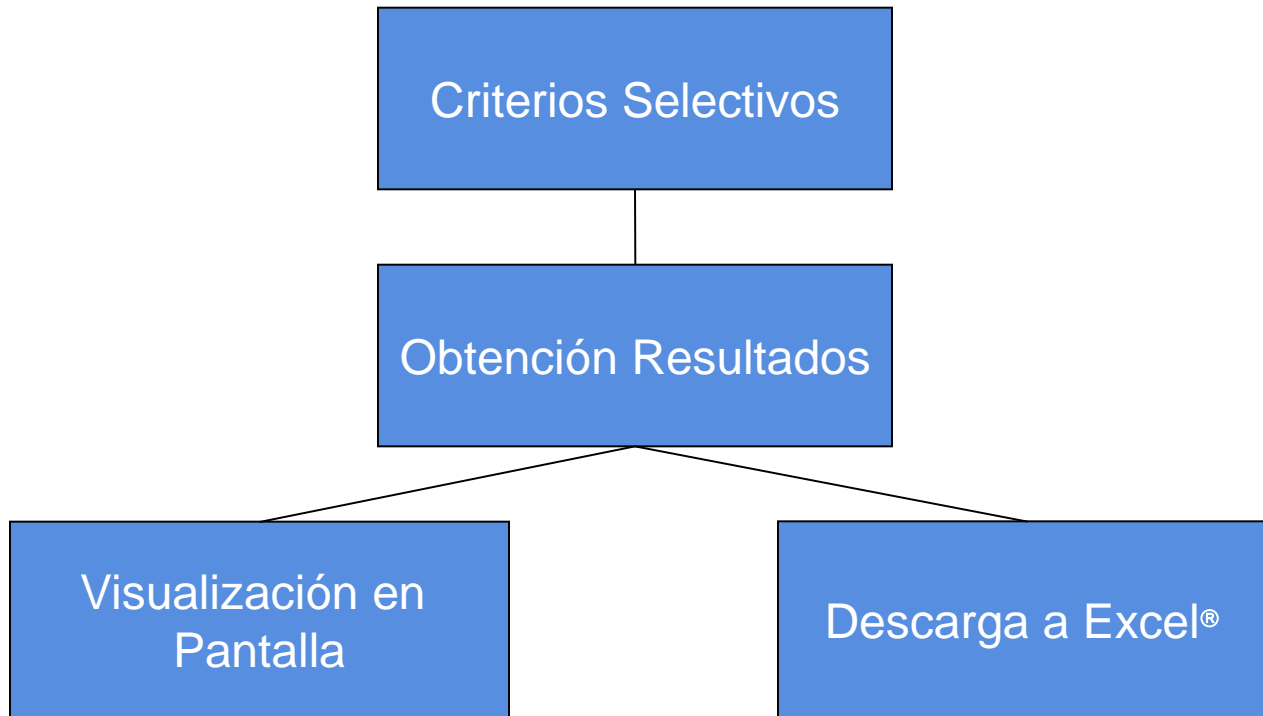 Criterios Selectivos
Obtención Resultados
Visualización en
Pantalla
Descarga a Excel®